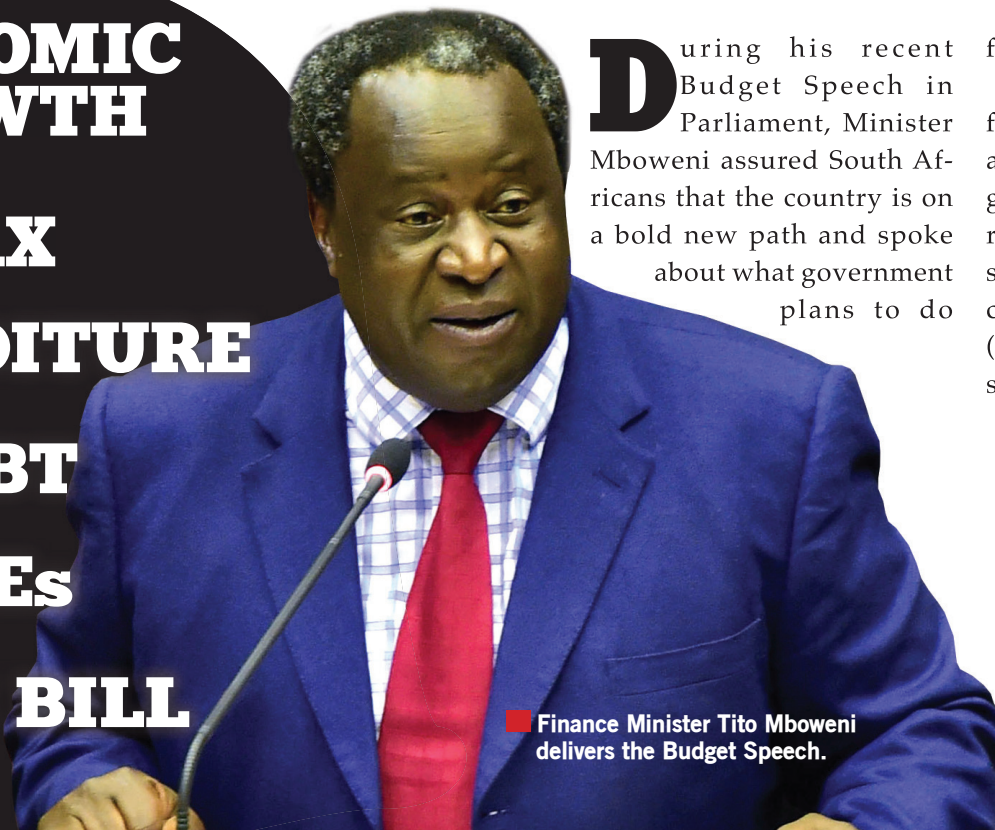 OMIC
WTH
AX
DITURE
BT
Es
BILL
During his recent
Budget Speech in
Parliament, Minister
Mboweni assured South Af-
ricans that the country is on
a bold new path and spoke
about what government
plans to do
Finance Minister Tito Mboweni
delivers the Budget Speech.
f
f
a
g
r
s
(
s